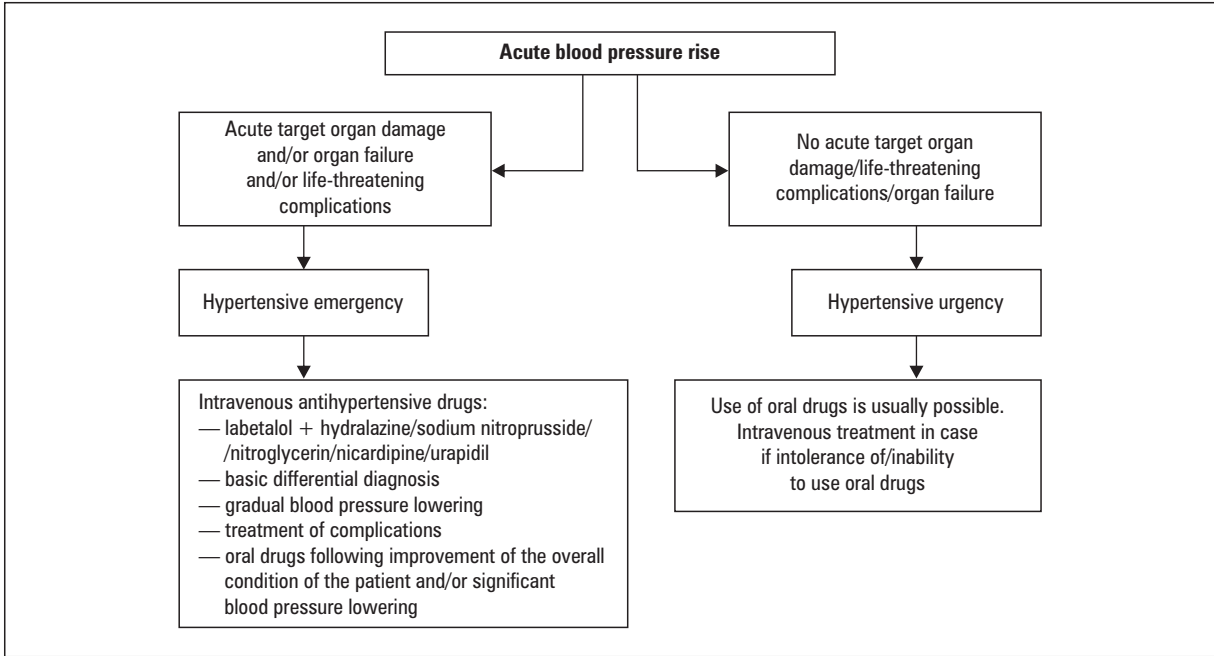 Acute blood pressure rise
Acute target organ damage
and/or organ failure
and/or life-threatening
complications
No acute target organ
damage/life-threatening
complications/organ failure
Hypertensive emergency
Hypertensive urgency
Intravenous antihypertensive drugs:
— labetalol + hydralazine/sodium nitroprusside/
/nitroglycerin/nicardipine/urapidil
— basic differential diagnosis
— gradual blood pressure lowering
— treatment of complications
— oral drugs following improvement of the overall
condition of the patient and/or significant
blood pressure lowering
Use of oral drugs is usually possible.
Intravenous treatment in case
if intolerance of/inability
to use oral drugs